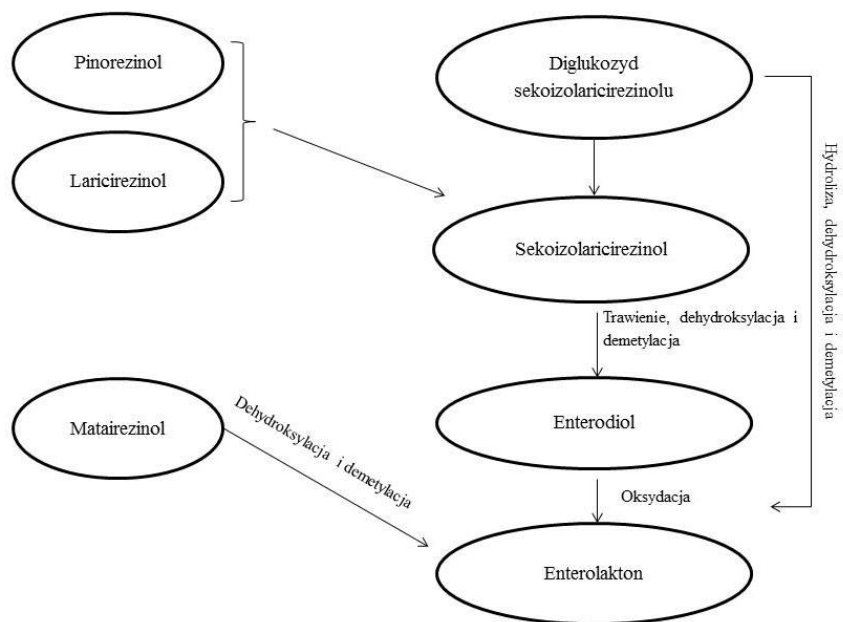 Pinorezinol
Laricirezinol
Diglukozyd
sekoizolaricirezinolu
Sekoizolaricirezinol
Trawienie, dehydroksylacja i
demetylacja
Hydroliza, dehydroksylacja i demetylacja
Matairezinol
Dehydroksylacja i demetylacja
Enterodiol
Oksydacja
Enterolakton